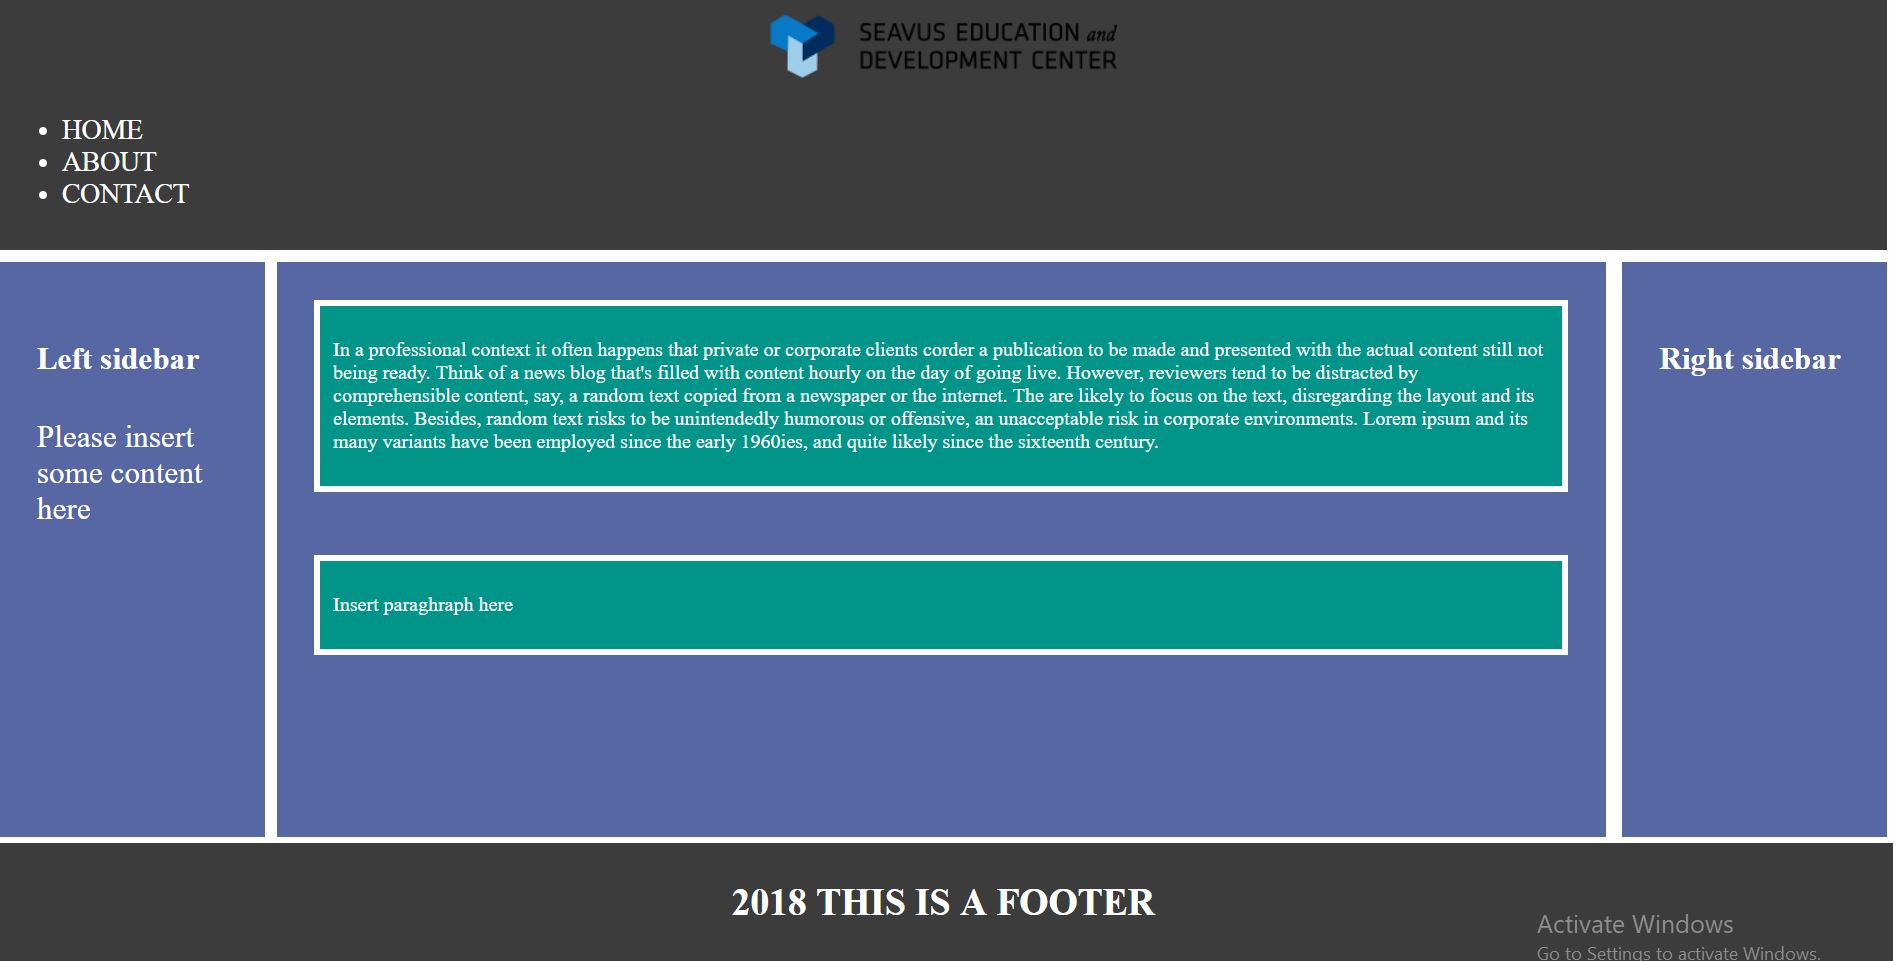 SEAVUS EDUCATION and
DEVELOPMENT CENTER
HOME
ABOUT
CONTACT
Left sidebar
Please insert
some content
here
In a professional context it often happens that private or corporate clients corder a publication to be made and presented with the actual content still not
being ready. Think of a news blog that's filled with content hourly on the day of going live. However, reviewers tend to be distracted by
comprehensible content, say, a random text copied from a newspaper or the internet. The are likely to focus on the text, disregarding the layout and its
elements. Besides, random text risks to be unintendedly humorous or offensive, an unacceptable risk in corporate environments. Lorem ipsum and its
many variants have been employed since the early 1960ies, and quite likely since the sixteenth century.
Insert paraghraph here
Right sidebar
2018 THIS IS A FOOTER
Activate Windows
Go to Settings to activate Windows.